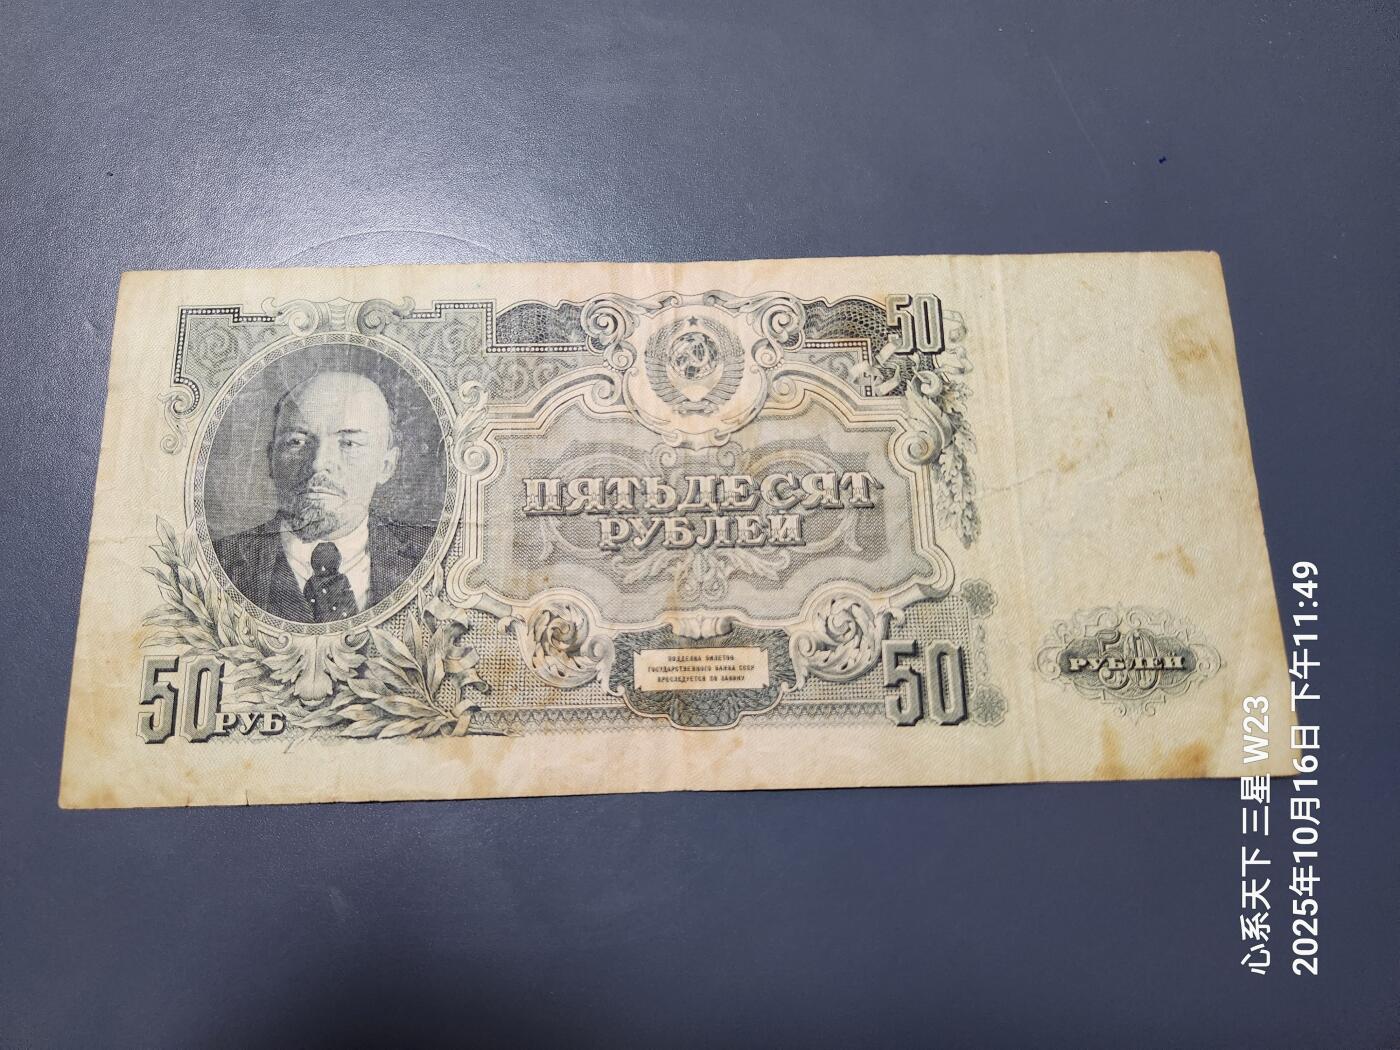 50
ПЯТЬДЕСЯТ
РУБЛЕЙ
ПОДДЕЛКА БИЛЕТОВ
ГОСУДАРСТВЕННОГО БАНКА СССР
ПРЕСЛЕДУЕТСЯ ПО ЗАКОНУ
50 РУБ
50
50
РУБЛЕЙ
心系天下 三星 W23
2025年10月16日 下午11:49